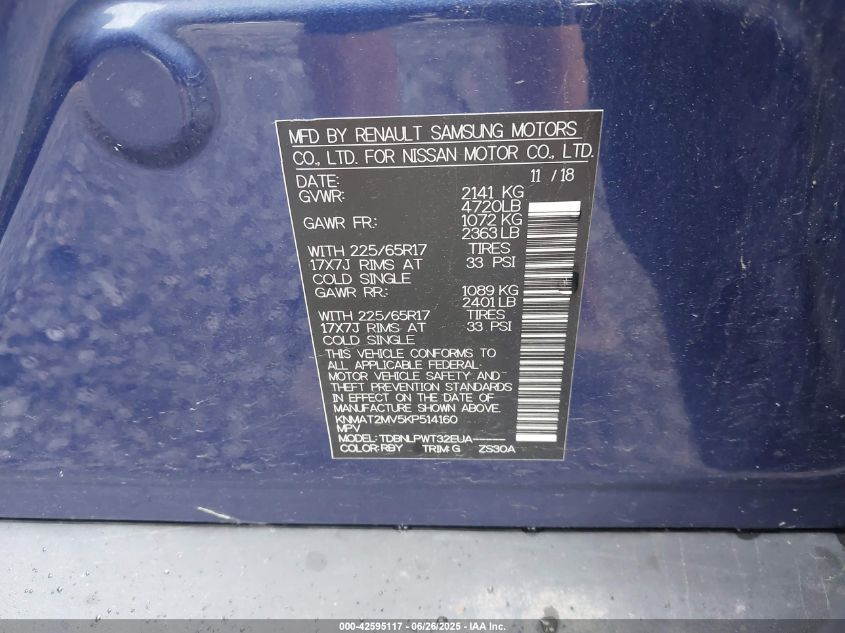 MFD BY RENAULT SAMSUNG MOTORS
CO., LTD. FOR NISSAN MOTOR CO., LTD.
DATE: 11 / 18
GVWR: 2141 KG
4720LB
GAWR FR: 1072 KG
2363 LB
WITH 225/65R17 TIRES
17X7J RIMS AT 33 PSI
COLD SINGLE
GAWR RR: 1089 KG
2401 LB
WITH 225/65R17 TIRES
17X7J RIMS AT 33 PSI
COLD SINGLE
THIS VEHICLE CONFORMS TO
ALL APPLICABLE FEDERAL
MOTOR VEHICLE SAFETY AND
THEFT PREVENTION STANDARDS
IN EFFECT ON THE DATE OF
MANUFACTURE SHOWN ABOVE.
KNMAT2MV5KP514160
MPV
MODEL: TDBNLPWT32EUA------
COLOR:RBY TRIM:G ZS30A
000-42595117 - 06/26/2025 - IAA Inc.